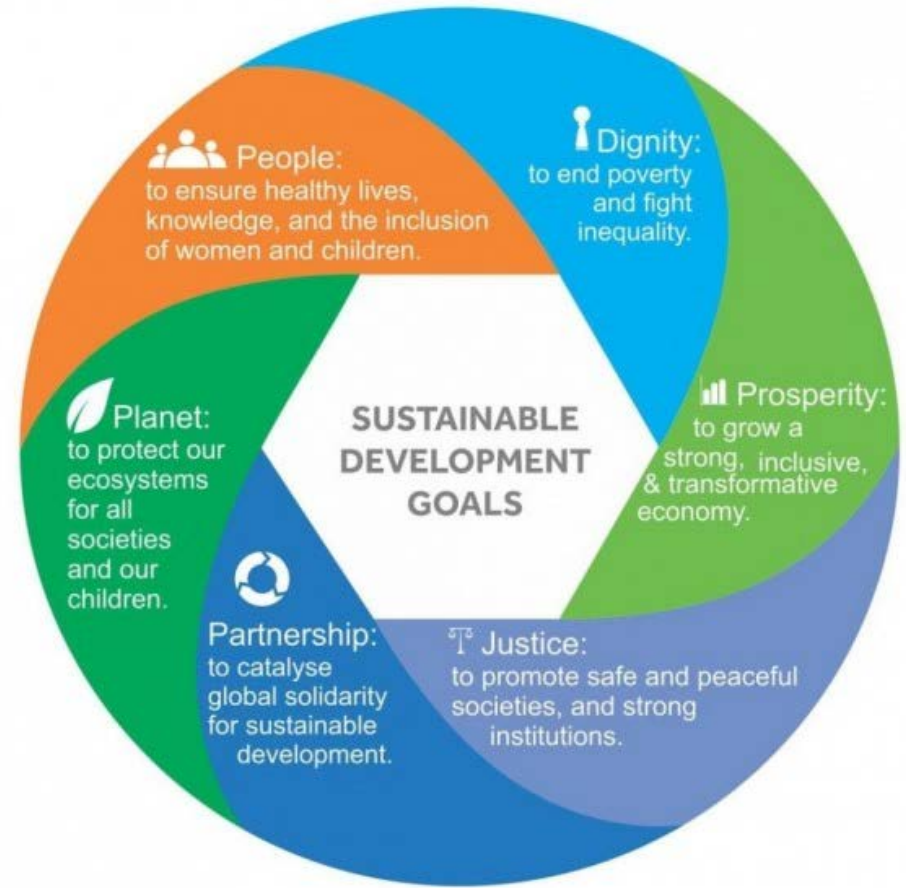 People:
to ensure healthy lives,
knowledge, and the inclusion
of women and children.
Dignity:
to end poverty
and fight
inequality.
Prosperity:
to grow a
strong, inclusive,
& transformative
economy.
Justice:
to promote safe and peaceful
societies, and strong
institutions.
Partnership:
to catalyse
global solidarity
for sustainable
development.
Planet:
to protect our
ecosystems
for all
societies
and our
children.
SUSTAINABLE
DEVELOPMENT
GOALS